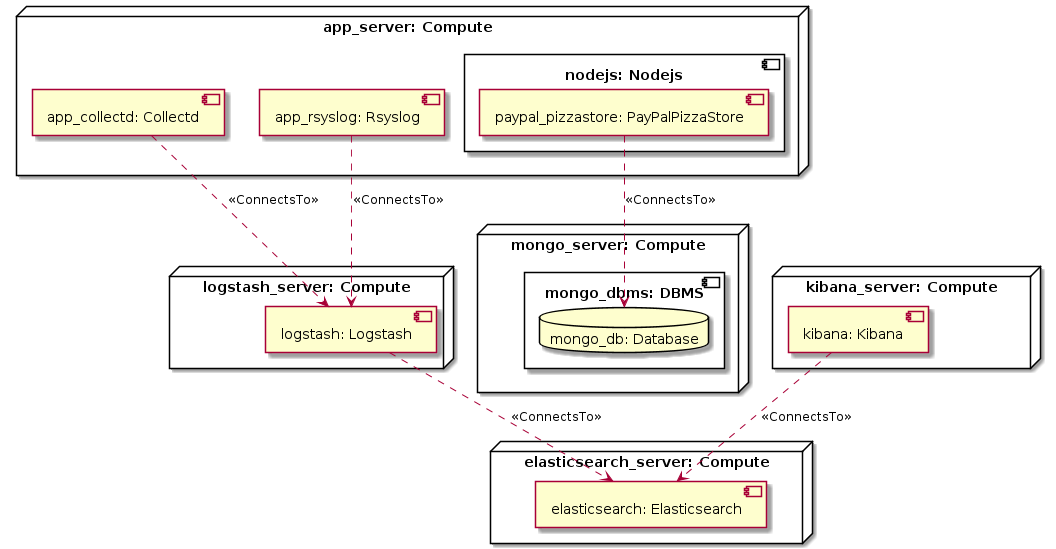 app_server: Compute
nodejs: Nodejs
app_collectd: Collectd
app_rsyslog: Rsyslog
paypal_pizzastore: PayPalPizzaStore
«ConnectsTo»
«ConnectsTo»
«ConnectsTo»
mongo_server: Compute
logstash_server: Compute
kibana_server: Compute
mongo_dbms: DBMS
logstash: Logstash
mongo_db: Database
kibana: Kibana
«ConnectsTo»
«ConnectsTo»
elasticsearch_server: Compute
elasticsearch: Elasticsearch